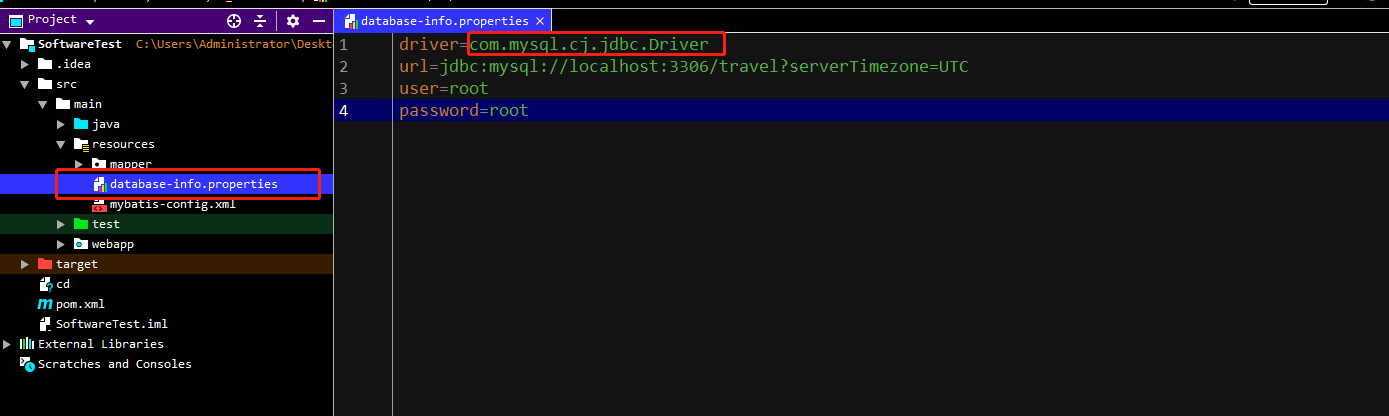 Project
SoftwareTest C:\Users\Administrator\Deskt
.idea
src
main
java
resources
mapper
database-info.properties
mybatis-config.xml
test
webapp
target
cd
pom.xml
SoftwareTest.iml
External Libraries
Scratches and Consoles
database-info.properties
1 driver=com.mysql.cj.jdbc.Driver
2 url=jdbc:mysql://localhost:3306/travel?serverTimezone=UTC
3 user=root
4 password=root